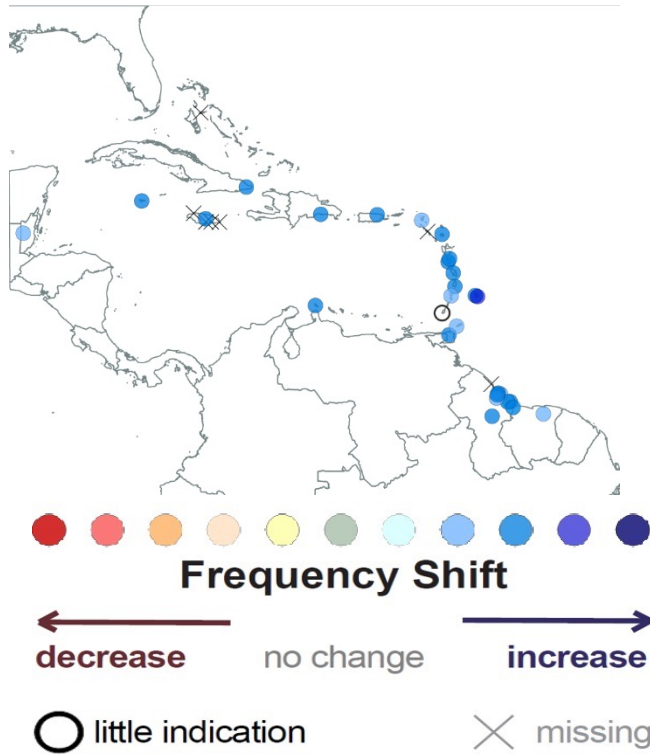 Frequency Shift
decrease no change increase
little indication missing